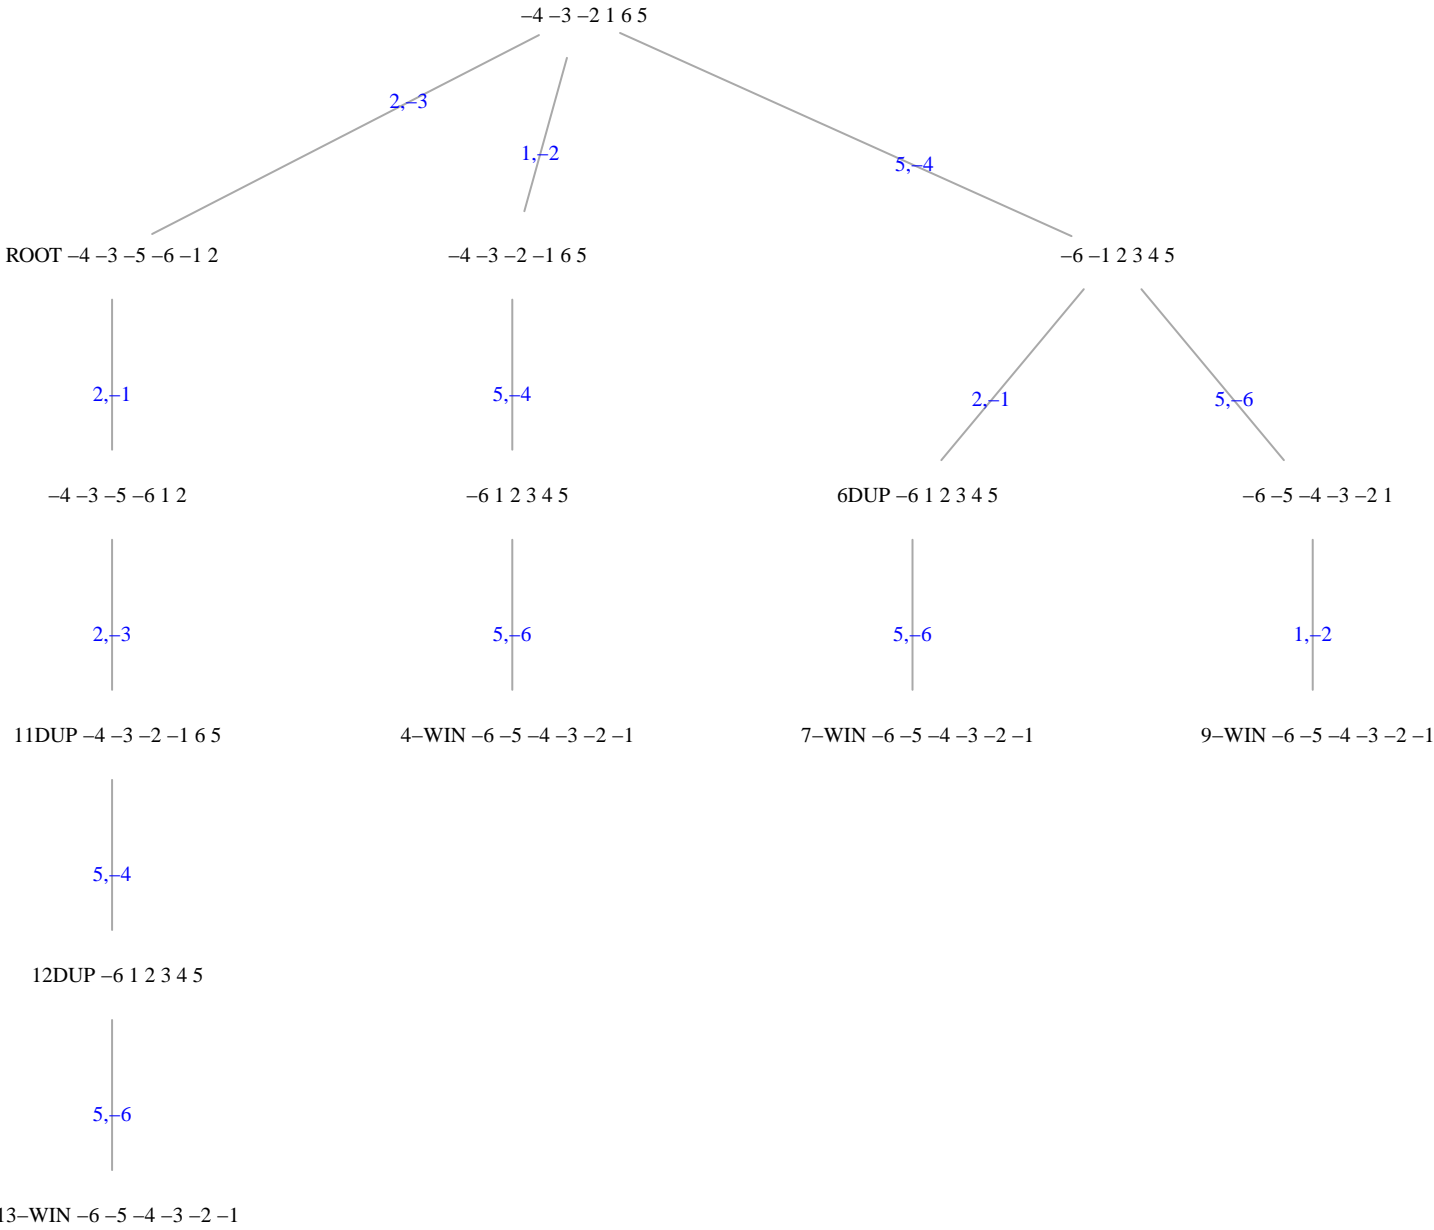 –4 –3 –2 1 6 5
2,–3
1,–2
5,–4
ROOT –4 –3 –5 –6 –1 2
–4 –3 –2 –1 6 5
–6 –1 2 3 4 5
2,–1
5,–4
2,–1
5,–6
–4 –3 –5 –6 1 2
–6 1 2 3 4 5
6DUP –6 1 2 3 4 5
–6 –5 –4 –3 –2 1
2,–3
5,–6
5,–6
1,–2
11DUP –4 –3 –2 –1 6 5
4–WIN –6 –5 –4 –3 –2 –1
7–WIN –6 –5 –4 –3 –2 –1
9–WIN –6 –5 –4 –3 –2 –1
5,–4
12DUP –6 1 2 3 4 5
5,–6
13–WIN –6 –5 –4 –3 –2 –1